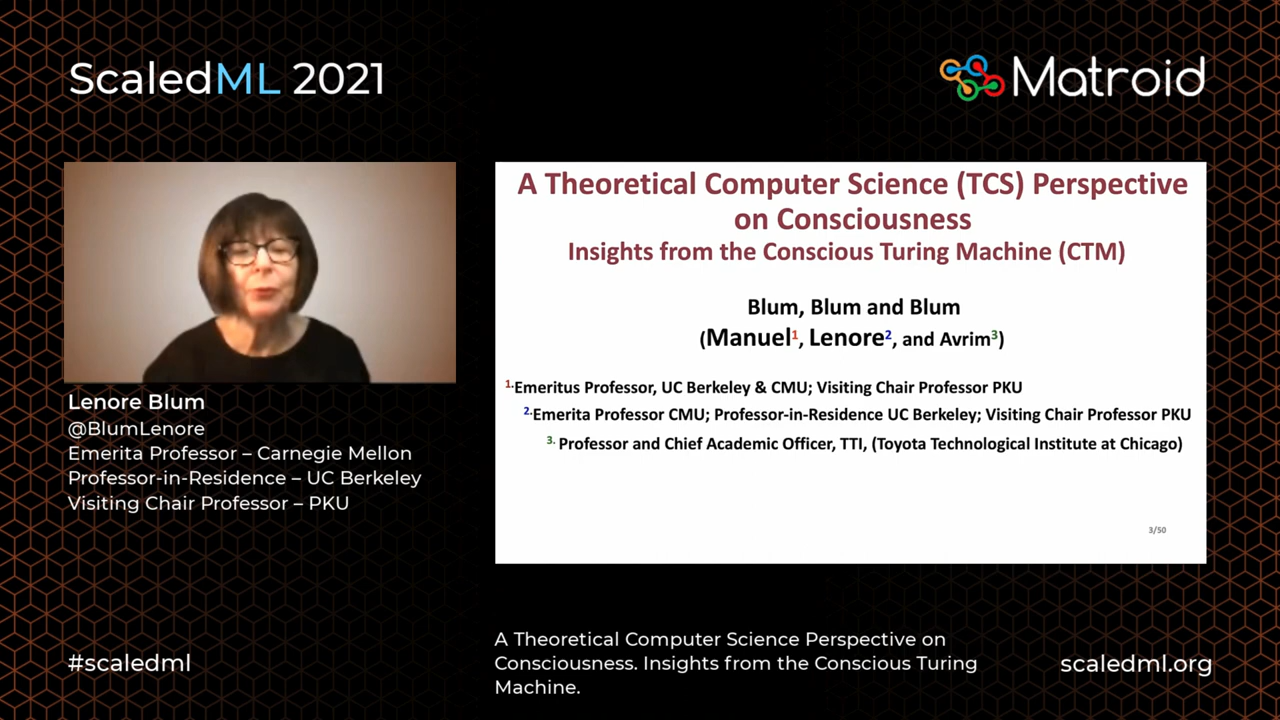 ScaledML 2021
Matroid
A Theoretical Computer Science (TCS) Perspective
on Consciousness
Insights from the Conscious Turing Machine (CTM)
Blum, Blum and Blum
(Manuel1, Lenore2, and Avrim3)
1.Emeritus Professor, UC Berkeley & CMU; Visiting Chair Professor PKU
2.Emerita Professor CMU; Professor-in-Residence UC Berkeley; Visiting Chair Professor PKU
3. Professor and Chief Academic Officer, TTI, (Toyota Technological Institute at Chicago)
3/50
Lenore Blum
@BlumLenore
Emerita Professor – Carnegie Mellon
Professor-in-Residence – UC Berkeley
Visiting Chair Professor – PKU
#scaledml
A Theoretical Computer Science Perspective on
Consciousness. Insights from the Conscious Turing
Machine.
scaledml.org